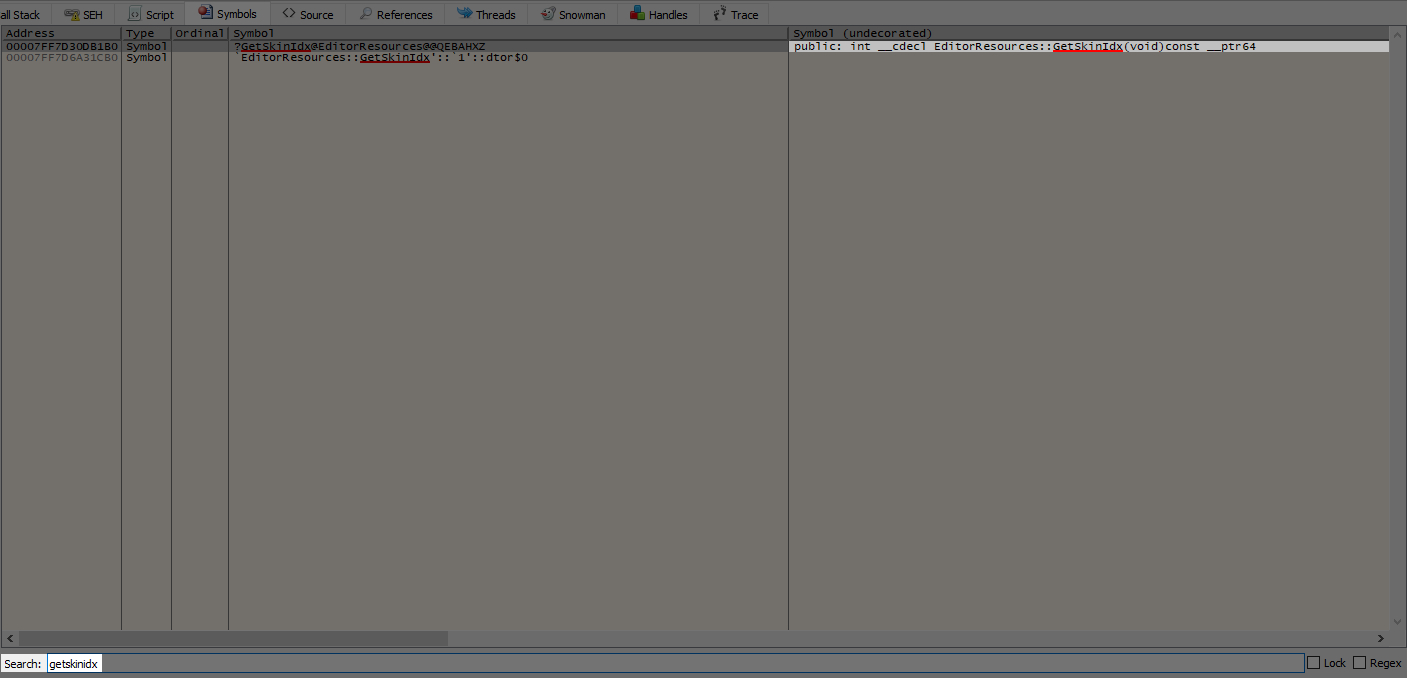 all Stack SEH Script Symbols Source References Threads Snowman Handles Trace
Address Type Ordinal Symbol Symbol (undecorated)
00007FF7D30DB1B0 Symbol ?GetSkinIdx@EditorResources@@QEBAHXZ public: int __cdecl EditorResources::GetSkinIdx(void)const __ptr64
00007FF7D6A31CB0 Symbol `EditorResources::GetSkinIdx'::`1'::dtor$0
Search: getskinidx Lock Regex